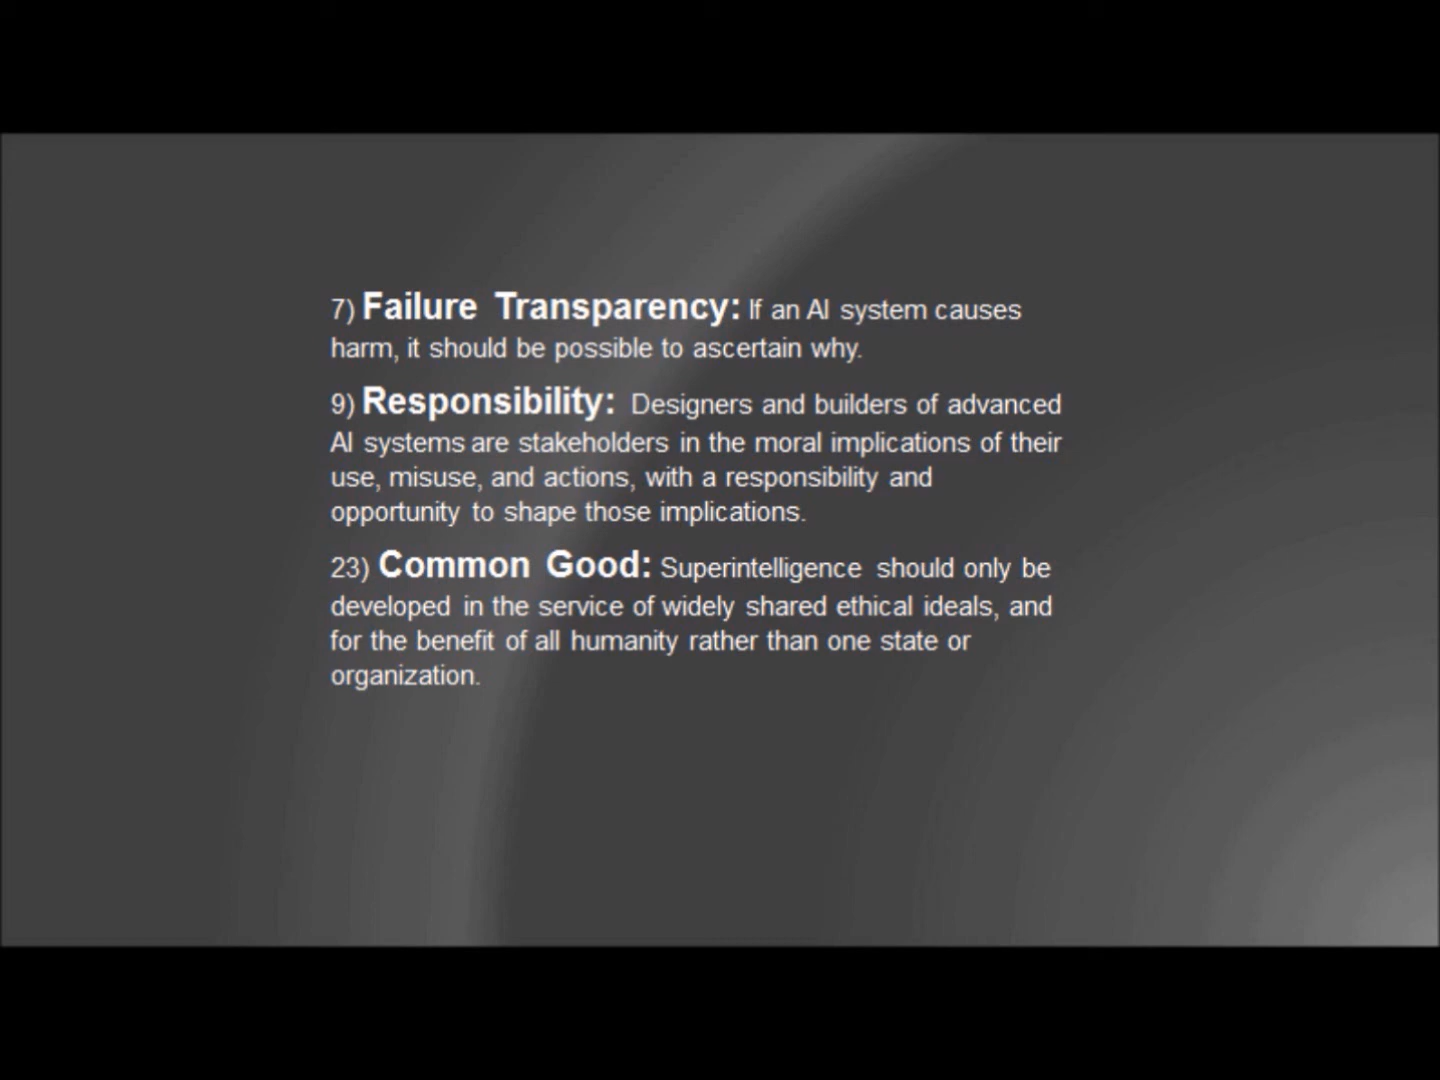 7) Failure Transparency: If an AI system causes
harm, it should be possible to ascertain why.
9) Responsibility: Designers and builders of advanced
AI systems are stakeholders in the moral implications of their
use, misuse, and actions, with a responsibility and
opportunity to shape those implications.
23) Common Good: Superintelligence should only be
developed in the service of widely shared ethical ideals, and
for the benefit of all humanity rather than one state or
organization.